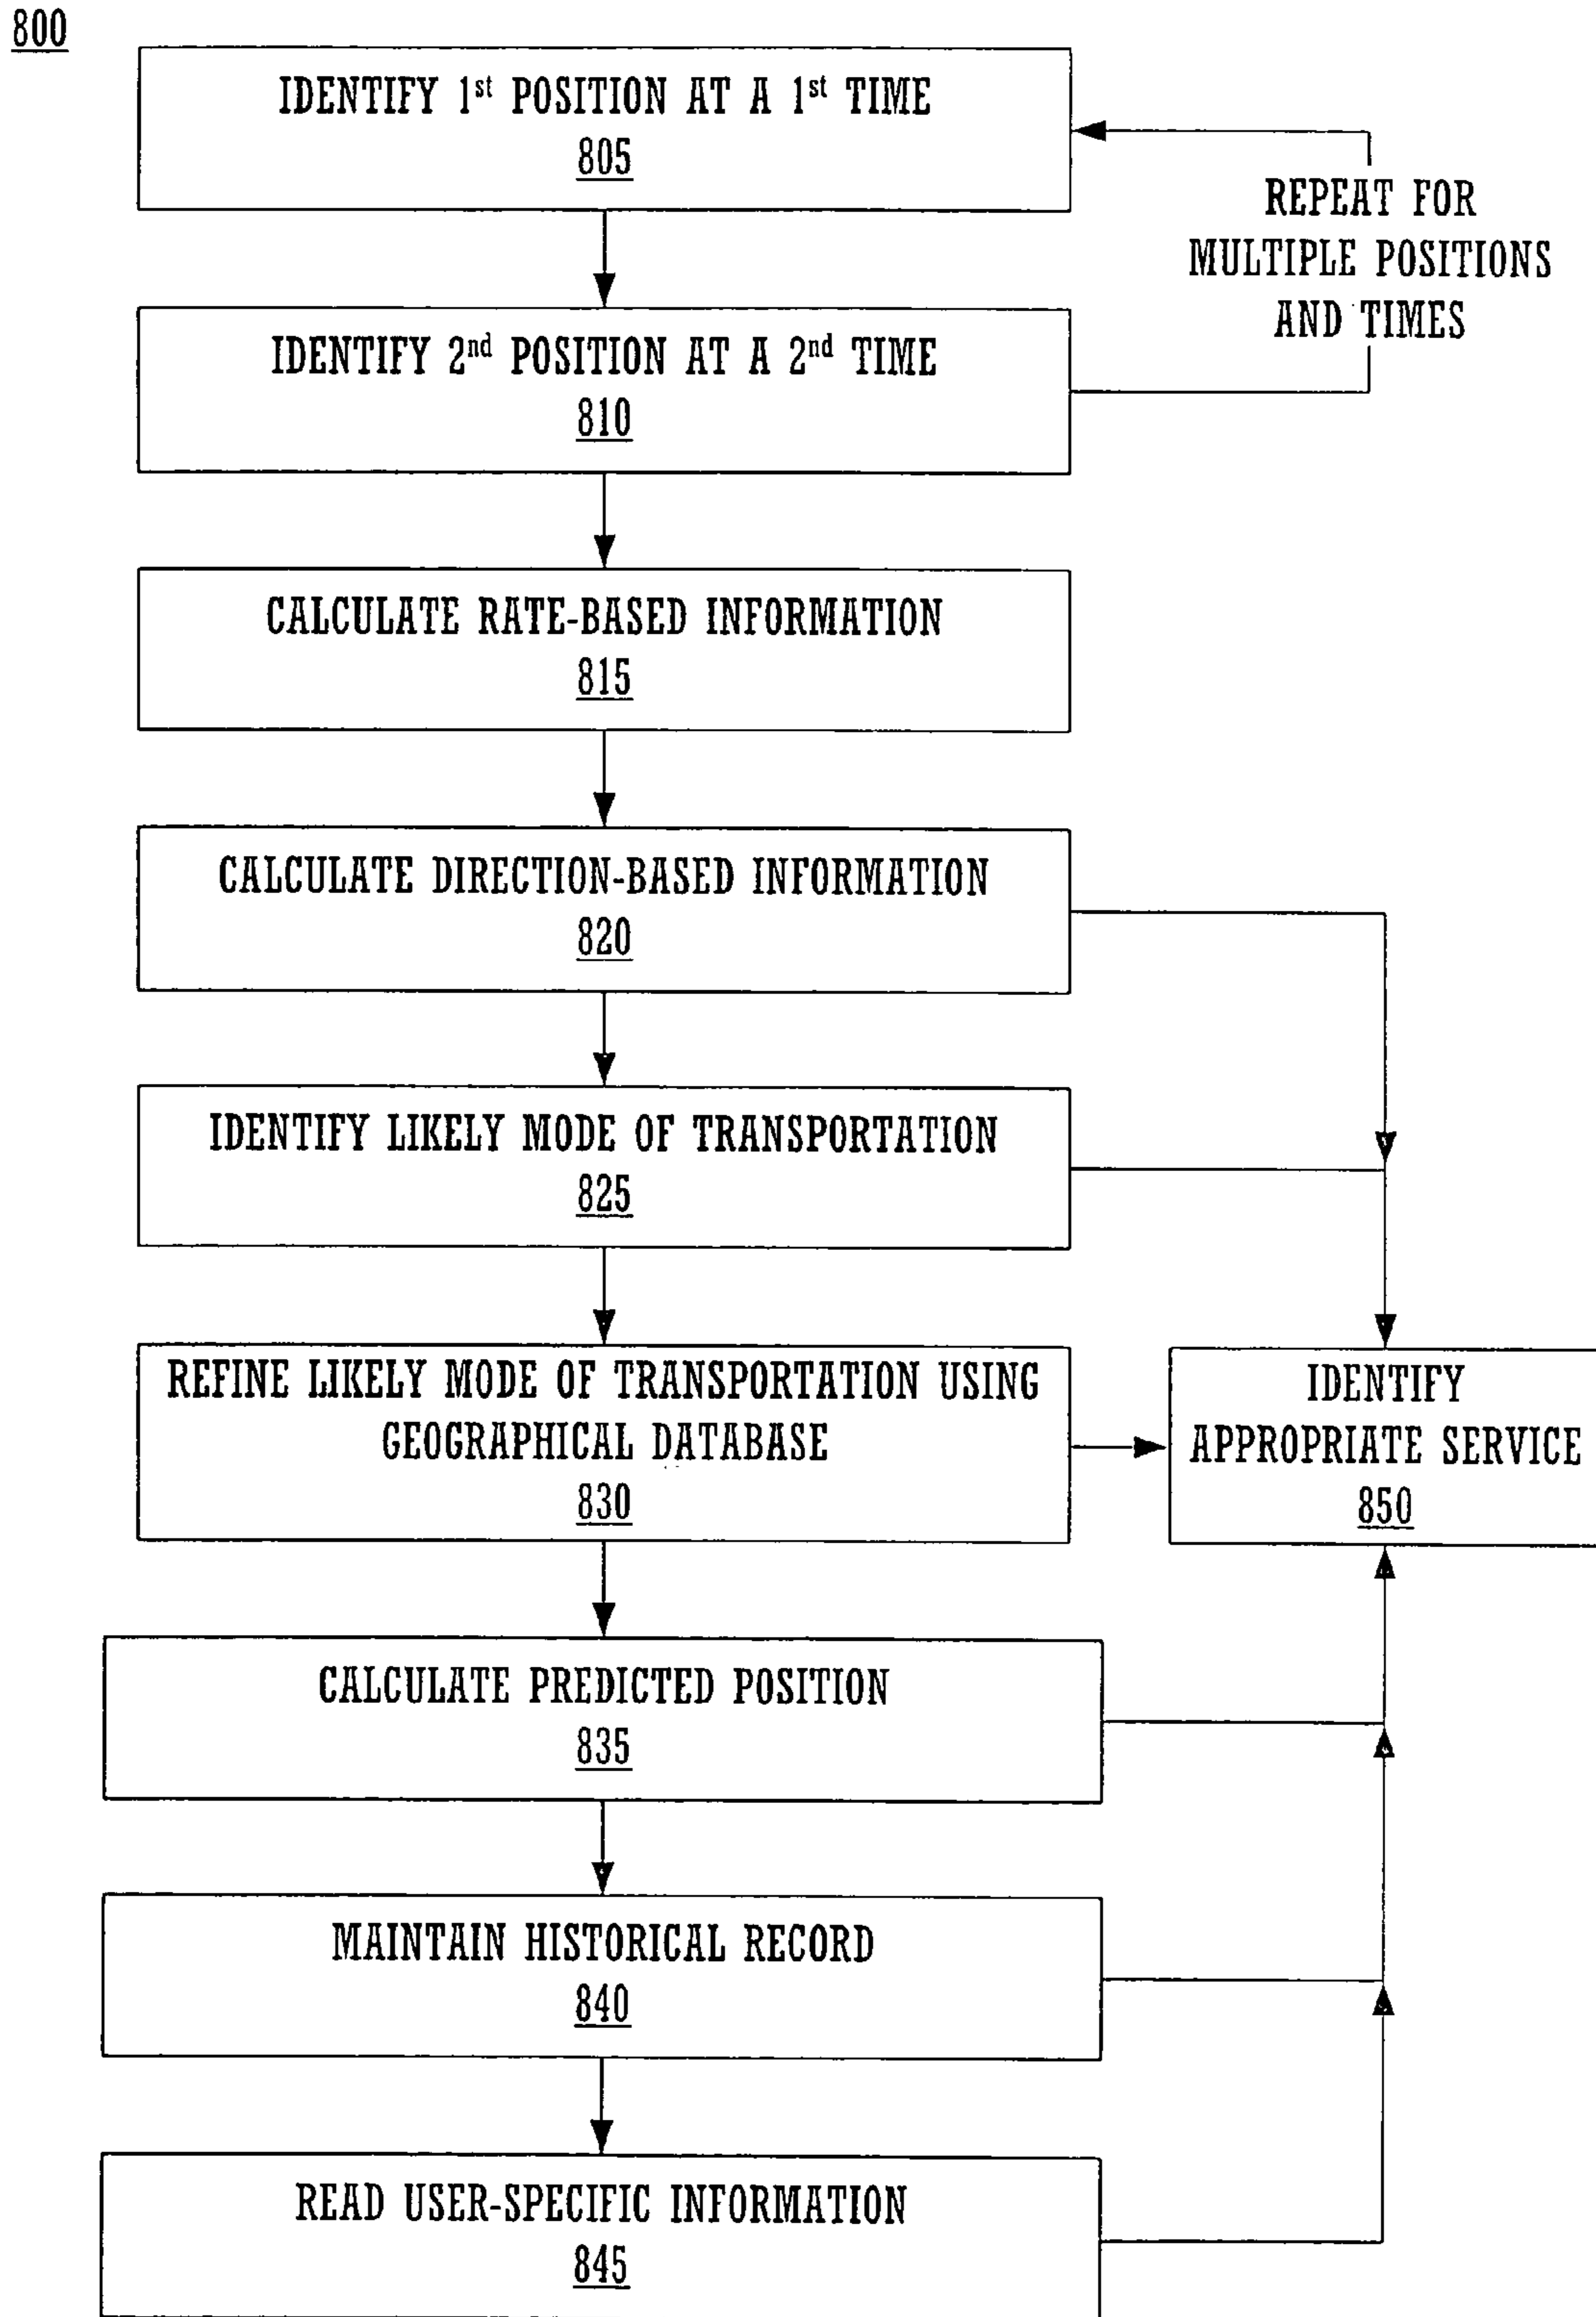 800
IDENTIFY 1st POSITION AT A 1st TIME
805
REPEAT FOR
MULTIPLE POSITIONS
AND TIMES
IDENTIFY 2nd POSITION AT A 2nd TIME
810
CALCULATE RATE-BASED INFORMATION
815
CALCULATE DIRECTION-BASED INFORMATION
820
IDENTIFY LIKELY MODE OF TRANSPORTATION
825
REFINE LIKELY MODE OF TRANSPORTATION USING
GEOGRAPHICAL DATABASE
830
IDENTIFY
APPROPRIATE SERVICE
850
CALCULATE PREDICTED POSITION
835
MAINTAIN HISTORICAL RECORD
840
READ USER-SPECIFIC INFORMATION
845